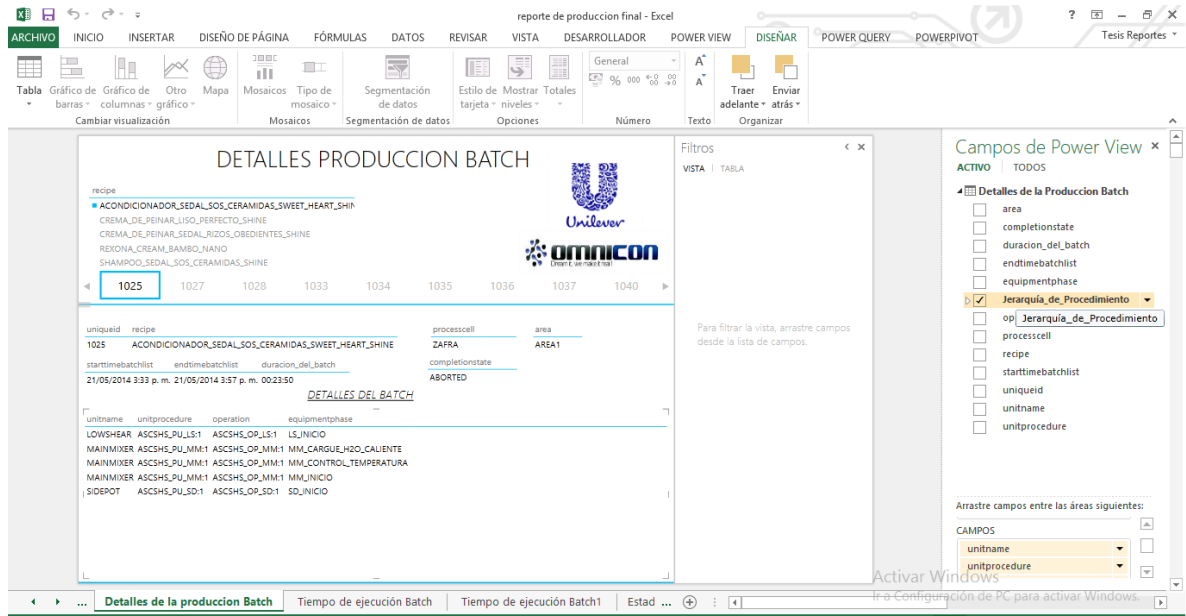 reporte de produccion final - Excel
ARCHIVO INICIO INSERTAR DISEÑO DE PÁGINA FÓRMULAS DATOS REVISAR VISTA DESARROLLADOR POWER VIEW DISEÑAR POWER QUERY POWERPIVOT Tesis Reportes
Tabla Gráfico de barras Gráfico de columnas Otro gráfico Mapa Mosaicos Tipo de mosaico Segmentación de datos Estilo de tarjeta Mostrar niveles Totales General % 000 Traer adelante Enviar atrás
Cambiar visualización Mosaicos Segmentación de datos Opciones Número Texto Organizar
DETALLES PRODUCCION BATCH
Unilever
omnicon
Dream it, we make it real!
recipe
ACONDICIONADOR_SEDAL_SOS_CERAMIDAS_SWEET_HEART_SHIN
CREMA_DE_PEINAR_LISO_PERFECTO_SHINE
CREMA_DE_PEINAR_SEDAL_RIZOS_OBEDIENTES_SHINE
REXONA_CREAM_BAMBO_NANO
SHAMPOO_SEDAL_SOS_CERAMIDAS_SHINE
1025 1027 1028 1033 1034 1035 1036 1037 1040
uniqueid recipe processcell area
1025 ACONDICIONADOR_SEDAL_SOS_CERAMIDAS_SWEET_HEART_SHINE ZAFRA AREA1
starttimebatchlist endtimebatchlist duracion_del_batch completionstate
21/05/2014 3:33 p. m. 21/05/2014 3:57 p. m. 00:23:50 ABORTED
DETALLES DEL BATCH
unitname unitprocedure operation equipmentphase
LOWSHEAR ASCSHS_PU_LS:1 ASCSHS_OP_LS:1 LS_INICIO
MAINMIXER ASCSHS_PU_MM:1 ASCSHS_OP_MM:1 MM_CARGUE_H2O_CALIENTE
MAINMIXER ASCSHS_PU_MM:1 ASCSHS_OP_MM:1 MM_CONTROL_TEMPERATURA
MAINMIXER ASCSHS_PU_MM:1 ASCSHS_OP_MM:1 MM_INICIO
SIDEPOT ASCSHS_PU_SD:1 ASCSHS_OP_SD:1 SD_INICIO
Filtros
VISTA TABLA
Para filtrar la vista, arrastre campos
desde la lista de campos.
Campos de Power View
ACTIVO TODOS
Detalles de la Produccion Batch
area
completionstate
duracion_del_batch
endtimebatchlist
equipmentphase
Jerarquía_de_Procedimiento
op Jerarquía_de_Procedimiento
processcell
recipe
starttimebatchlist
uniqueid
unitname
unitprocedure
Arrastre campos entre las áreas siguientes:
CAMPOS
unitname
unitprocedure
Activar Windows
Ir a Configuración de PC para activar Windows.
... Detalles de la produccion Batch Tiempo de ejecución Batch Tiempo de ejecución Batch1 Estad ...